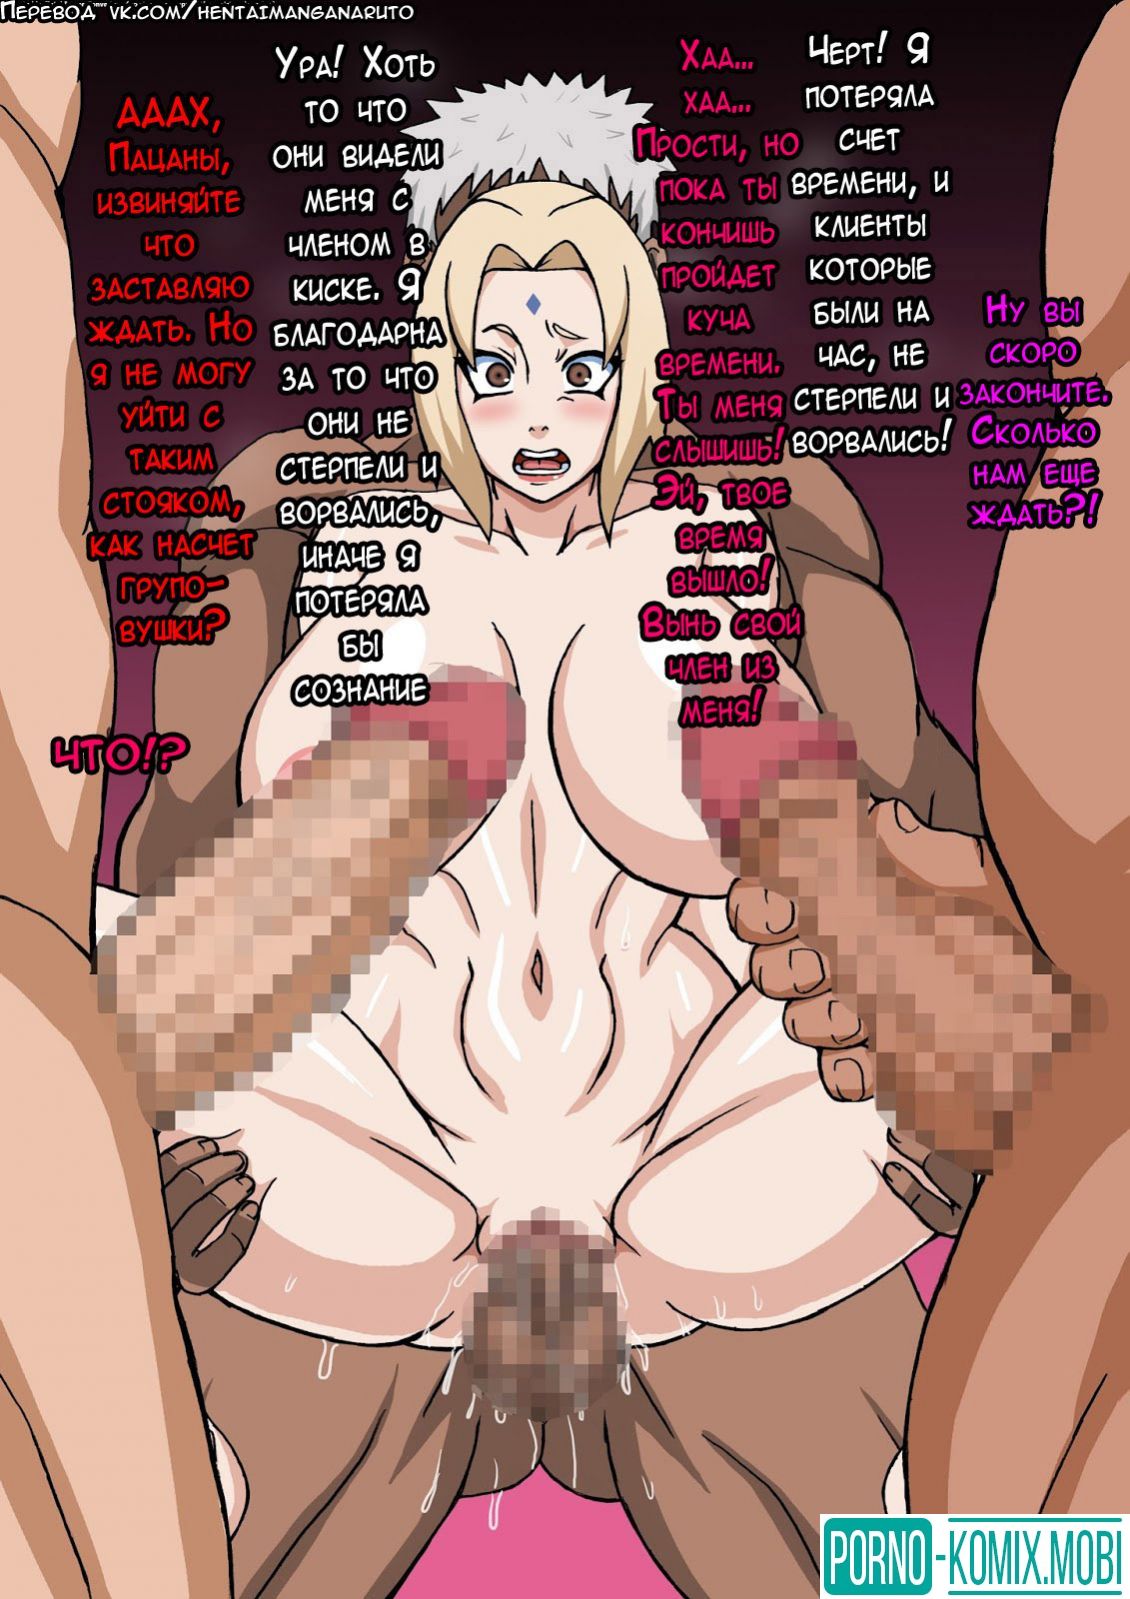 Перевод vk.com/hentaimanganaruto
АААХ,
Пацаны,
извиняйте
что
заставляю
ждать. Но
я не могу
уйти с
таким
стояком,
как насчет
групо-
вушки?
Ура! Хоть
то что
они видели
меня с
членом в
киске. Я
благодарна
за то что
они не
стерпели и
ворвались,
иначе я
потеряла
бы
сознание
Хаа...
хаа...
Прости, но
пока ты
кончишь
пройдет
куча
времени.
Ты меня
слышишь!
Эй, твое
время
вышло!
Вынь свой
член из
меня!
Черт! Я
потеряла
счет
времени, и
клиенты
которые
были на
час, не
стерпели и
ворвались!
Ну вы
скоро
закончите.
Сколько
нам еще
ждать?!
ЧТО!?
PORNO-KOMIX.MOBI